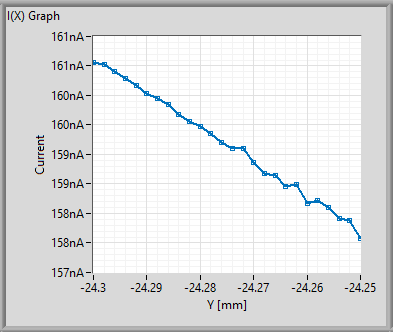 I(X) Graph
161nA
161nA
160nA
160nA
159nA
159nA
158nA
158nA
157nA
Current
-24.3 -24.29 -24.28 -24.27 -24.26 -24.25
Y [mm]